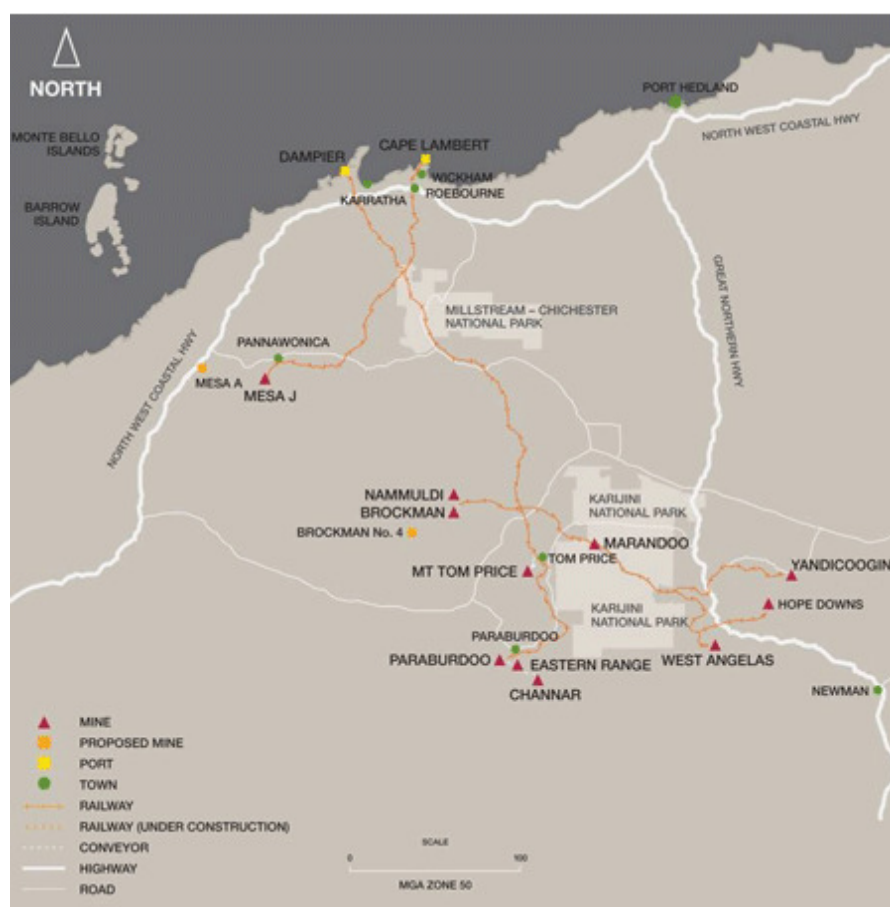 NORTH
MONTE BELLO
ISLANDS
BARROW
ISLAND
PORT HEDLAND
NORTH WEST COASTAL HWY
CAPE LAMBERT
DAMPIER
WICKHAM
KARRATHA
ROEBOURNE
GREAT NORTHERN HWY
MILLSTREAM – CHICHESTER
NATIONAL PARK
PANNAWONICA
NORTH WEST COASTAL HWY
MESA A
MESA J
NAMMULDI
BROCKMAN
BROCKMAN No. 4
KARIJINI
NATIONAL PARK
MARANDOO
TOM PRICE
MT TOM PRICE
YANDICOOGINA
HOPE DOWNS
KARIJINI
NATIONAL PARK
PARABURDOO
PARABURDOO
EASTERN RANGE
WEST ANGELAS
CHANNAR
NEWMAN
MINE
PROPOSED MINE
PORT
TOWN
RAILWAY
RAILWAY (UNDER CONSTRUCTION)
CONVEYOR
HIGHWAY
ROAD
SCALE
0 100
MGA ZONE 50